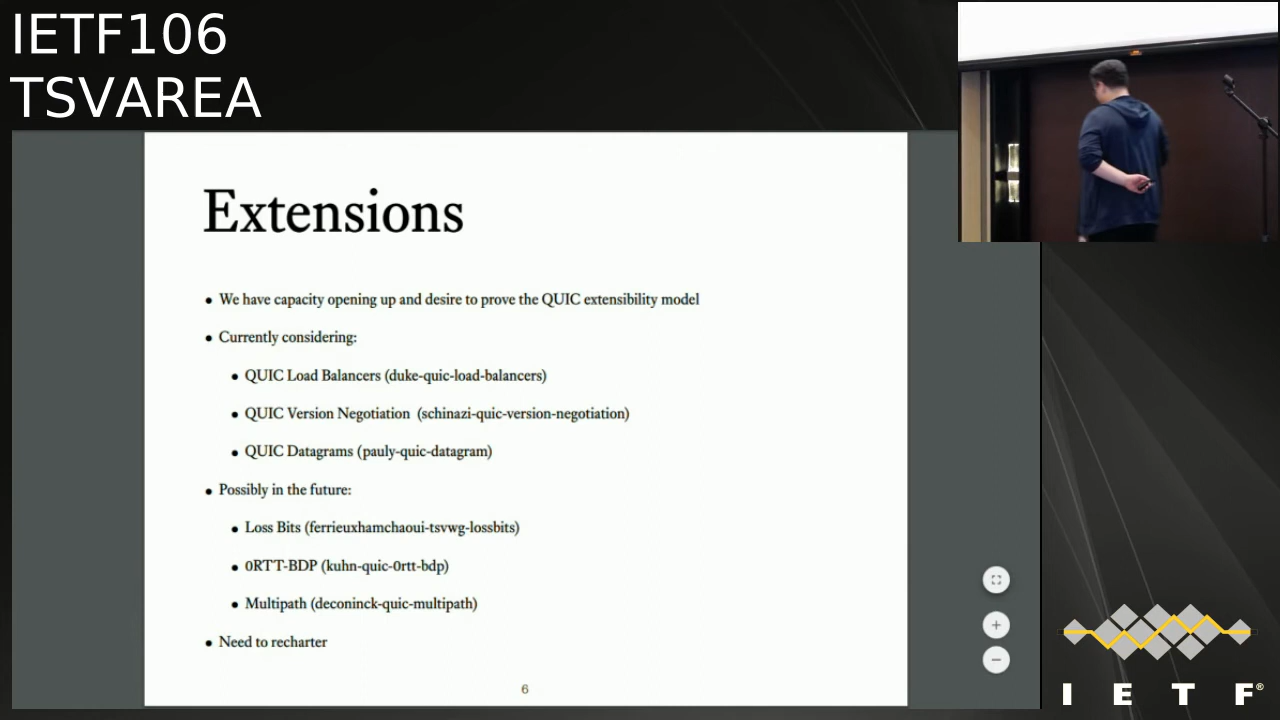 IETF106
TSVAREA
Extensions
• We have capacity opening up and desire to prove the QUIC extensibility model
• Currently considering:
• QUIC Load Balancers (duke-quic-load-balancers)
• QUIC Version Negotiation (schinazi-quic-version-negotiation)
• QUIC Datagrams (pauly-quic-datagram)
• Possibly in the future:
• Loss Bits (ferrieuxhamchaoui-tsvwg-lossbits)
• 0RTT-BDP (kuhn-quic-0rtt-bdp)
• Multipath (deconinck-quic-multipath)
• Need to recharter
6
I E T F®